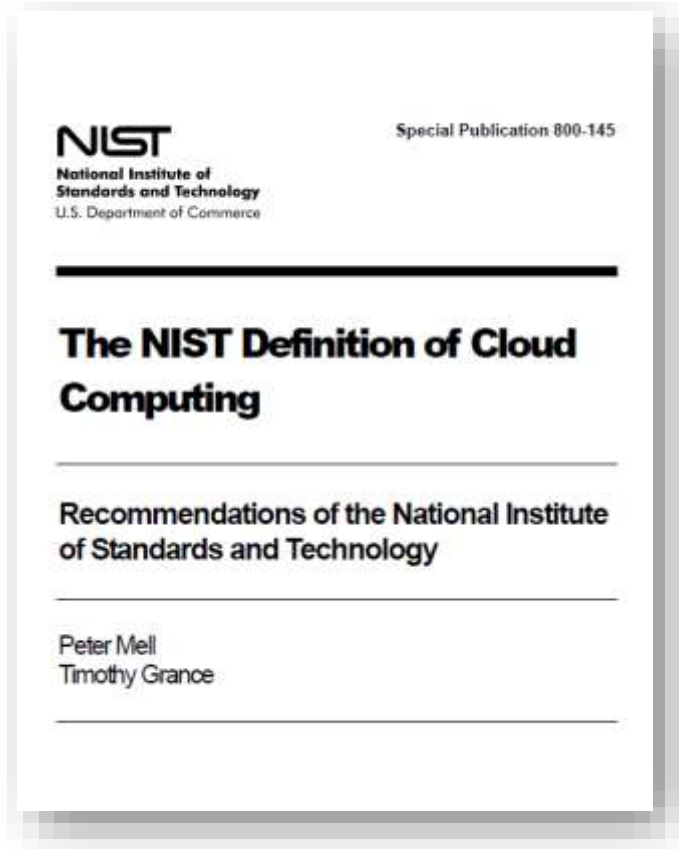 NIST
Special Publication 800-145
National Institute of
Standards and Technology
U.S. Department of Commerce
The NIST Definition of Cloud
Computing
Recommendations of the National Institute
of Standards and Technology
Peter Mell
Timothy Grance